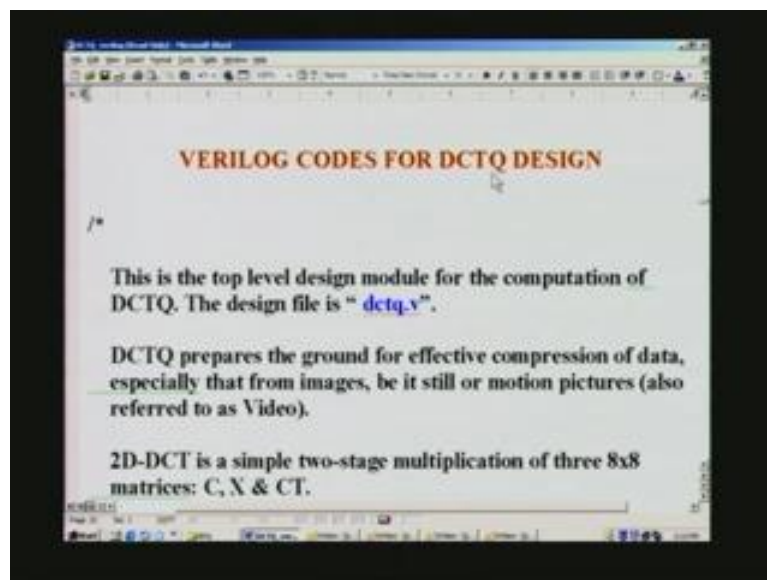 VERILOG CODES FOR DCTQ DESIGN
/*
This is the top level design module for the computation of
DCTQ. The design file is “ dctq.v”.
DCTQ prepares the ground for effective compression of data,
especially that from images, be it still or motion pictures (also
referred to as Video).
2D-DCT is a simple two-stage multiplication of three 8x8
matrices: C, X & CT.